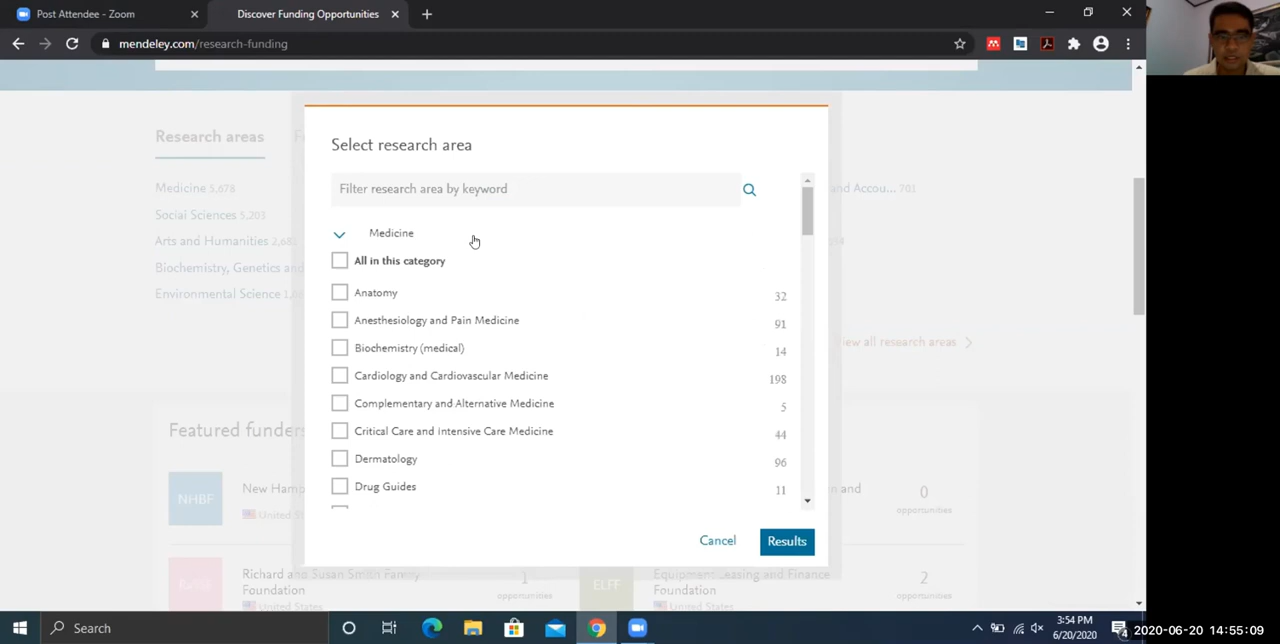 Post Attendee - Zoom
Discover Funding Opportunities
mendeley.com/research-funding
Research areas
Medicine 5,678
Social Sciences 5,203
Arts and Humanities 2,68
Biochemistry, Genetics and
Environmental Science 1,0
and Accou... 701
View all research areas
Select research area
Filter research area by keyword
Medicine
All in this category
Anatomy 32
Anesthesiology and Pain Medicine 91
Biochemistry (medical) 14
Cardiology and Cardiovascular Medicine 198
Complementary and Alternative Medicine 5
Critical Care and Intensive Care Medicine 44
Dermatology 96
Drug Guides 11
Cancel
Results
Featured funders
NHBF
New Hamp
United St
and
0
opportunities
Richard and Susan Smith Family
Foundation
United States
1
opportunities
ELFF
Equipment Leasing and Finance
Foundation
United States
2
opportunities
Search
3:54 PM
6/20/2020
4
2020-06-20 14:55:09